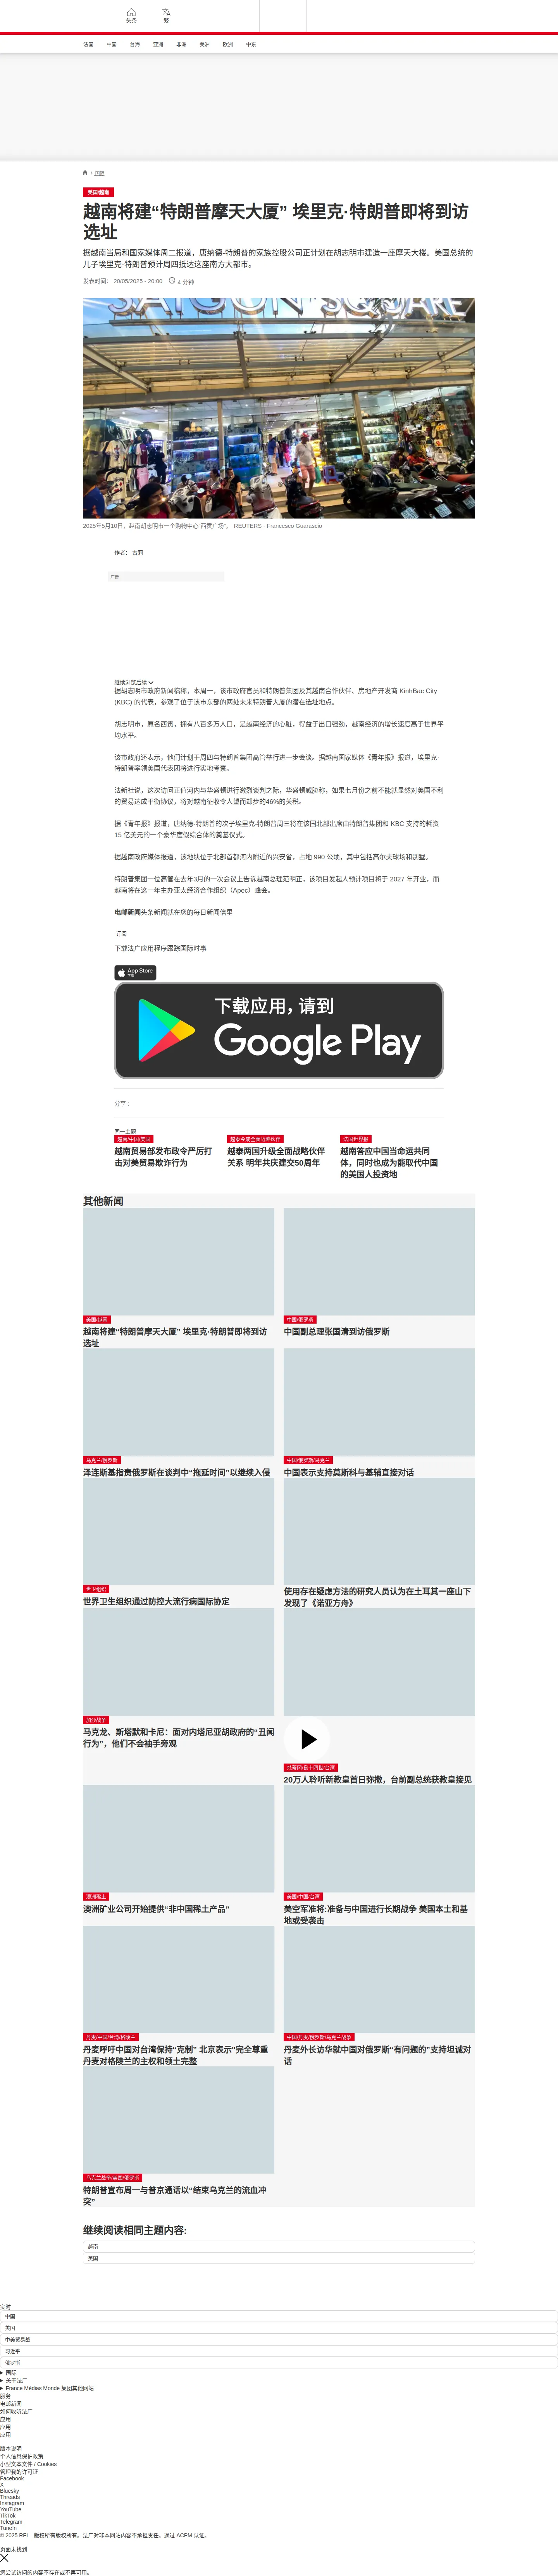 头条
繁
法国
中国
台海
亚洲
非洲
美洲
欧洲
中东
/ 国际
美国/越南
越南将建“特朗普摩天大厦” 埃里克·特朗普即将到访
选址
据越南当局和国家媒体周二报道，唐纳德-特朗普的家族控股公司正计划在胡志明市建造一座摩天大楼。美国总统的
儿子埃里克-特朗普预计周四抵达这座南方大都市。
发表时间： 20/05/2025 - 20:00
4 分钟
2025年5月10日，越南胡志明市一个购物中心“西贡广场”。 REUTERS - Francesco Guarascio
作者： 古莉
广告
继续浏览后续
据胡志明市政府新闻稿称，本周一，该市政府官员和特朗普集团及其越南合作伙伴、房地产开发商 KinhBac City
(KBC) 的代表，参观了位于该市东部的两处未来特朗普大厦的潜在选址地点。
胡志明市，原名西贡，拥有八百多万人口，是越南经济的心脏，得益于出口强劲，越南经济的增长速度高于世界平
均水平。
该市政府还表示，他们计划于周四与特朗普集团高管举行进一步会谈。据越南国家媒体《青年报》报道，埃里克·
特朗普率领美国代表团将进行实地考察。
法新社说，这次访问正值河内与华盛顿进行激烈谈判之际，华盛顿威胁称，如果七月份之前不能就显然对美国不利
的贸易达成平衡协议，将对越南征收令人望而却步的46%的关税。
据《青年报》报道，唐纳德-特朗普的次子埃里克-特朗普周三将在该国北部出席由特朗普集团和 KBC 支持的耗资
15 亿美元的一个豪华度假综合体的奠基仪式。
据越南政府媒体报道，该地块位于北部首都河内附近的兴安省，占地 990 公顷，其中包括高尔夫球场和别墅。
特朗普集团一位高管在去年3月的一次会议上告诉越南总理范明正，该项目发起人预计项目将于 2027 年开业，而
越南将在这一年主办亚太经济合作组织（Apec）峰会。
电邮新闻头条新闻就在您的每日新闻信里
订阅
下载法广应用程序跟踪国际时事
App Store
下载
下载应用，请到
Google Play
分享 :
同一主题
越南/中国/美国
越南贸易部发布政令严厉打
击对美贸易欺诈行为
越泰今成全面战略伙伴
越泰两国升级全面战略伙伴
关系 明年共庆建交50周年
法国世界报
越南答应中国当命运共同
体，同时也成为能取代中国
的美国人投资地
其他新闻
美国/越南
越南将建“特朗普摩天大厦” 埃里克·特朗普即将到访
选址
中国/俄罗斯
中国副总理张国清到访俄罗斯
乌克兰/俄罗斯
泽连斯基指责俄罗斯在谈判中“拖延时间”以继续入侵
中国/俄罗斯/乌克兰
中国表示支持莫斯科与基辅直接对话
世卫组织
世界卫生组织通过防控大流行病国际协定
使用存在疑虑方法的研究人员认为在土耳其一座山下
发现了《诺亚方舟》
加沙战争
马克龙、斯塔默和卡尼：面对内塔尼亚胡政府的“丑闻
行为”，他们不会袖手旁观
梵蒂冈/良十四世/台湾
20万人聆听新教皇首日弥撒，台前副总统获教皇接见
澳洲稀土
澳洲矿业公司开始提供“非中国稀土产品”
美国/中国/台湾
美空军准将:准备与中国进行长期战争 美国本土和基
地或受袭击
丹麦/中国/台湾/格陵兰
丹麦呼吁中国对台湾保持“克制” 北京表示“完全尊重
丹麦对格陵兰的主权和领土完整
中国/丹麦/俄罗斯/乌克兰战争
丹麦外长访华就中国对俄罗斯“有问题的”支持坦诚对
话
乌克兰战争/美国/俄罗斯
特朗普宣布周一与普京通话以“结束乌克兰的流血冲
突”
继续阅读相同主题内容:
越南
美国
实时
中国
美国
中美贸易战
习近平
俄罗斯
国际
关于法广
France Médias Monde 集团其他网站
服务
电邮新闻
如何收听法广
应用
应用
应用
版本说明
个人信息保护政策
小型文本文件 / Cookies
管理我的许可证
Facebook
X
Bluesky
Threads
Instagram
YouTube
TikTok
Telegram
TuneIn
© 2025 RFI – 版权所有版权所有。法广对非本网站内容不承担责任。通过 ACPM 认证。
页面未找到
您尝试访问的内容不存在或不再可用。